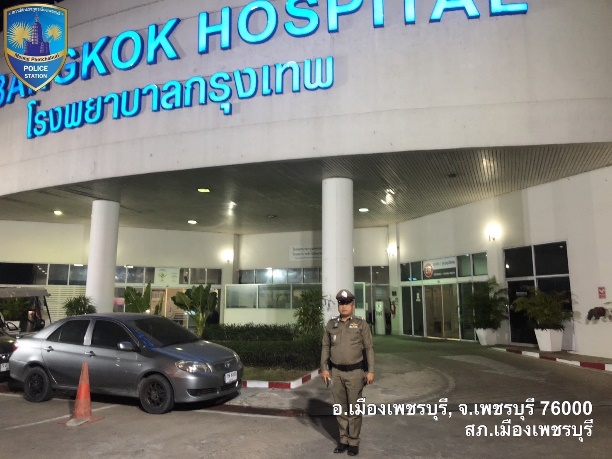 Muang Phetchaburi
POLICE
STATION
BANGKOK HOSPITAL
โรงพยาบาลกรุงเทพ
อ.เมืองเพชรบุรี, จ.เพชรบุรี 76000
สภ.เมืองเพชรบุรี